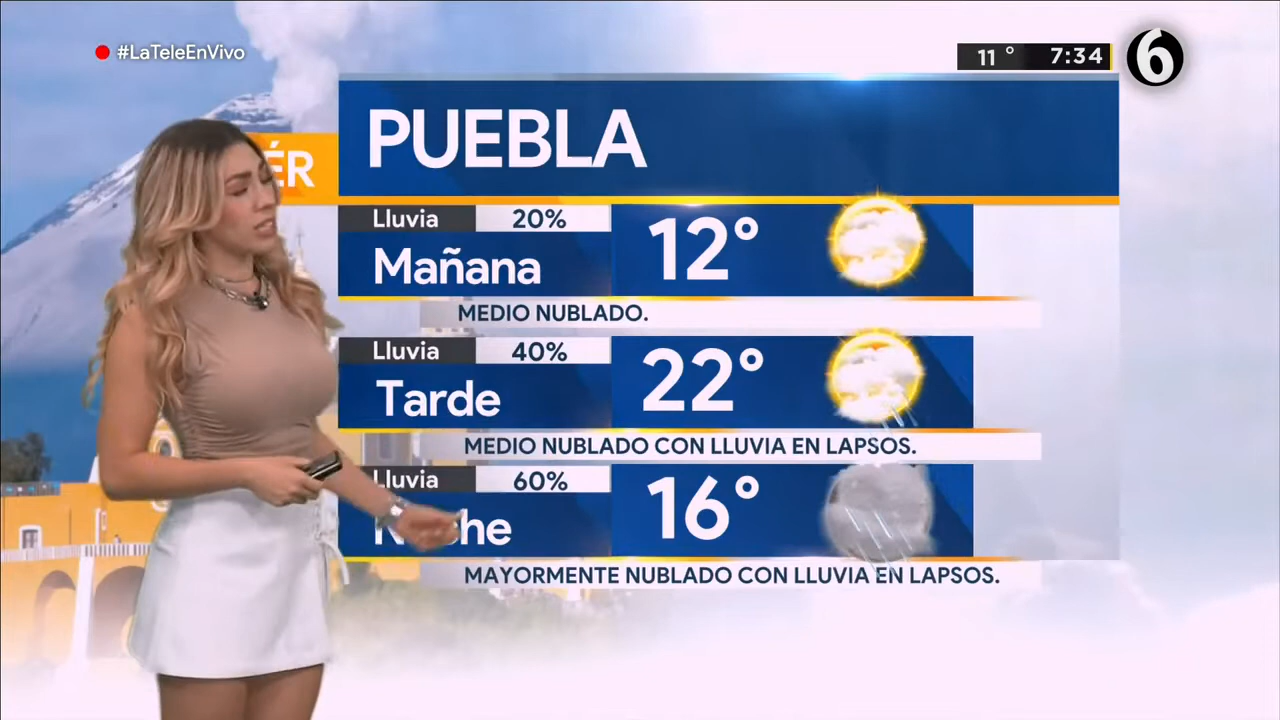 #LaTeleEnVivo
11 ° 7:34 6
PUEBLA
Lluvia 20%
Mañana 12°
MEDIO NUBLADO.
Lluvia 40%
Tarde 22°
MEDIO NUBLADO CON LLUVIA EN LAPSOS.
Lluvia 60%
16°
MAYORMENTE NUBLADO CON LLUVIA EN LAPSOS.